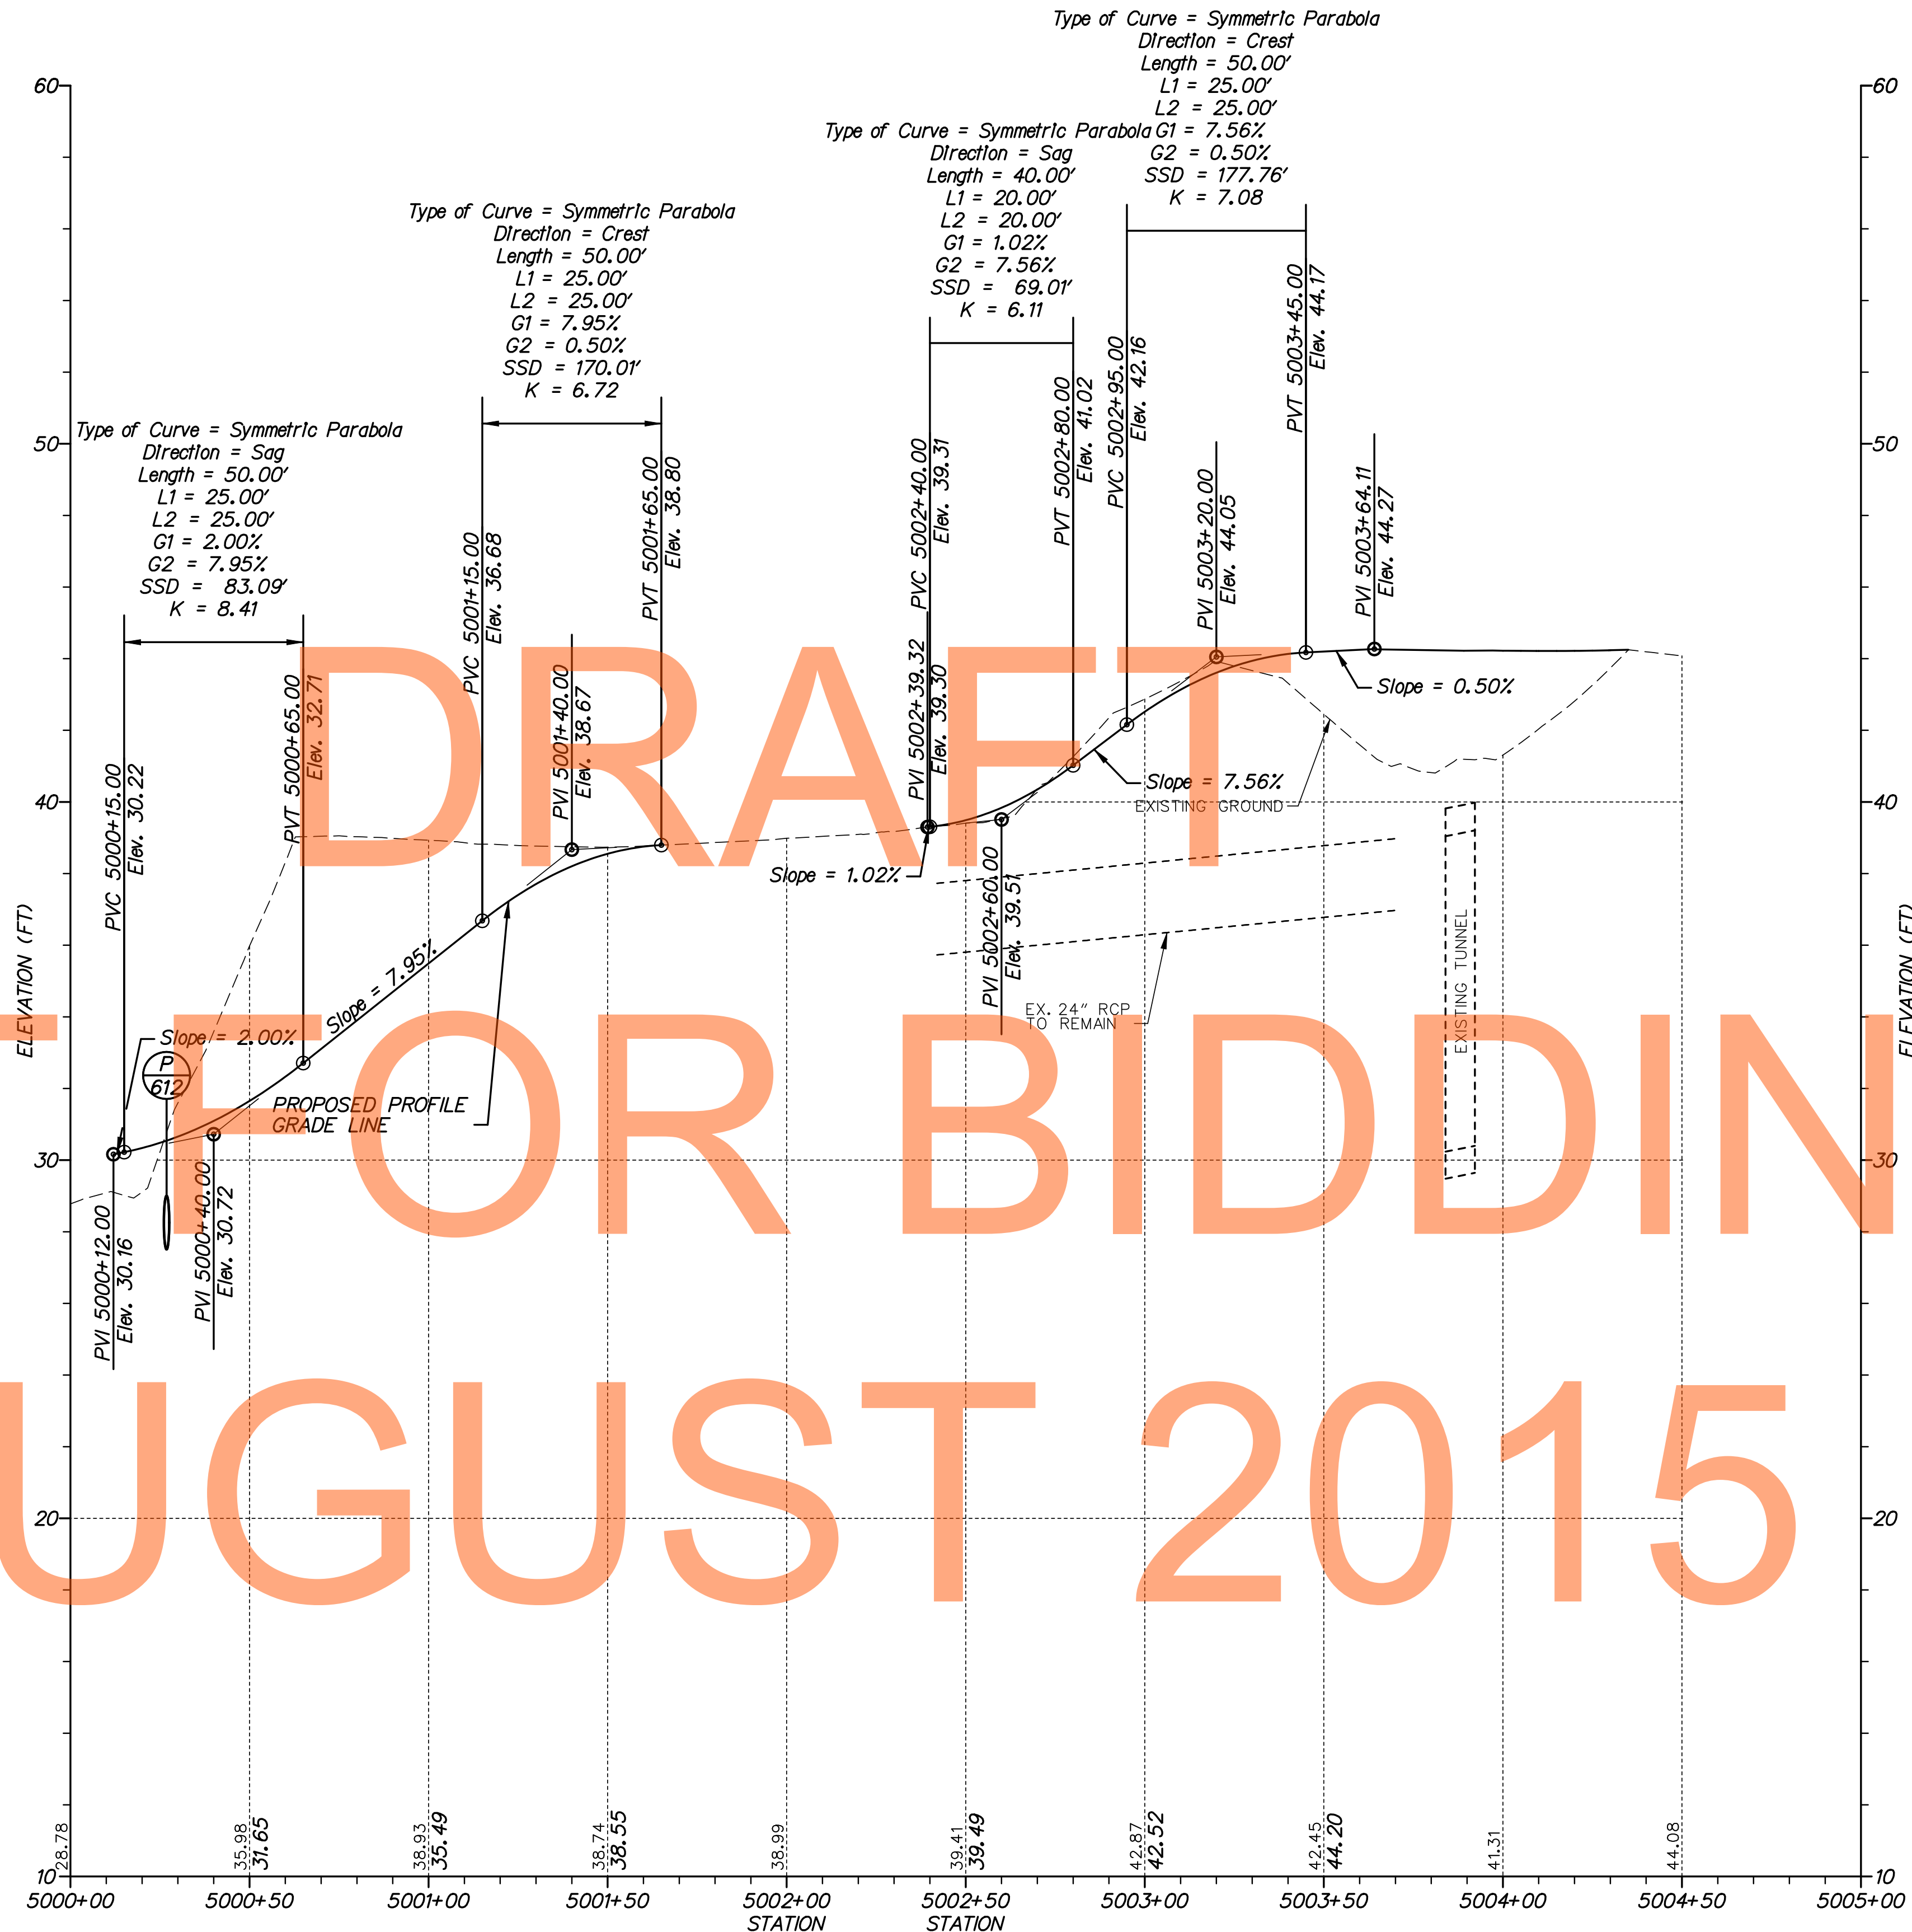 Type of Curve = Symmetric Parabola
Direction = Crest
Length = 50.00'
L1 = 25.00'
L2 = 25.00'
G1 = 7.56%
G2 = 0.50%
SSD = 177.76'
K = 7.08
Type of Curve = Symmetric Parabola
Direction = Sag
Length = 40.00'
L1 = 20.00'
L2 = 20.00'
G1 = 1.02%
G2 = 7.56%
SSD = 69.01'
K = 6.11
Type of Curve = Symmetric Parabola
Direction = Crest
Length = 50.00'
L1 = 25.00'
L2 = 25.00'
G1 = 7.95%
G2 = 0.50%
SSD = 170.01'
K = 6.72
Type of Curve = Symmetric Parabola
Direction = Sag
Length = 50.00'
L1 = 25.00'
L2 = 25.00'
G1 = 2.00%
G2 = 7.95%
SSD = 83.09'
K = 8.41
60
50
40
30
20
10
ELEVATION (FT)
60
50
40
30
20
10
ELEVATION (FT)
PVI 5000+12.00
Elev. 30.16
PVC 5000+15.00
Elev. 30.22
PVI 5000+40.00
Elev. 30.72
PVT 5000+65.00
Elev. 32.71
PVC 5001+15.00
Elev. 36.68
PVI 5001+40.00
Elev. 38.67
PVT 5001+65.00
Elev. 38.80
PVI 5002+39.32
Elev. 39.30
PVC 5002+40.00
Elev. 39.31
PVI 5002+60.00
Elev. 39.51
PVT 5002+80.00
Elev. 41.02
PVC 5002+95.00
Elev. 42.16
PVI 5003+20.00
Elev. 44.05
PVT 5003+45.00
Elev. 44.17
PVI 5003+64.11
Elev. 44.27
Slope = 2.00%
Slope = 7.95%
Slope = 1.02%
Slope = 7.56%
Slope = 0.50%
P
612
PROPOSED PROFILE
GRADE LINE
EXISTING GROUND
EX. 24" RCP
TO REMAIN
EXISTING TUNNEL
DRAFT
T FOR BIDDIN
UGUST 2015
28.78
35.98
31.65
38.93
35.49
38.74
38.55
38.99
39.41
39.49
42.87
42.52
42.45
44.20
41.31
44.08
5000+00
5000+50
5001+00
5001+50
5002+00
5002+50
5003+00
5003+50
5004+00
5004+50
5005+00
STATION
STATION